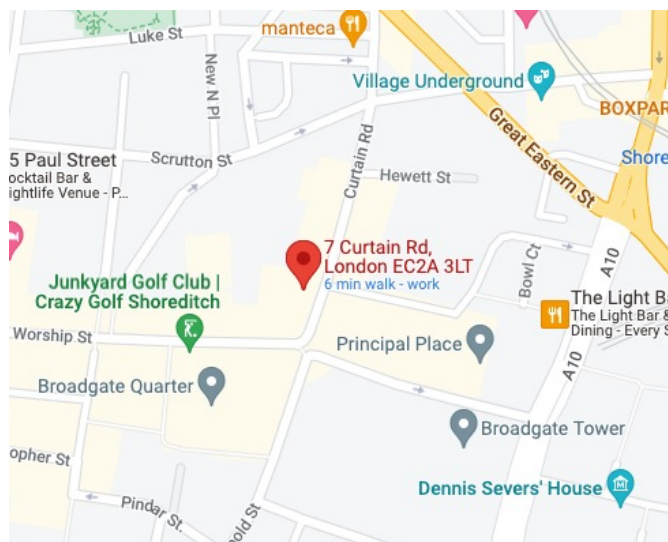 Luke St
manteca
New N Pl
Village Underground
BOXPAR
Great Eastern St
5 Paul Street
ocktail Bar &
ightlife Venue - P...
Scrutton St
Curtain Rd
Hewett St
Shore
7 Curtain Rd,
London EC2A 3LT
6 min walk - work
Bowl Ct
A10
Junkyard Golf Club |
Crazy Golf Shoreditch
The Light Ba
The Light Bar &
Dining - Every S
Worship St
Principal Place
A10
Broadgate Quarter
Broadgate Tower
opher St
Pindar St.
old St
Dennis Severs' House